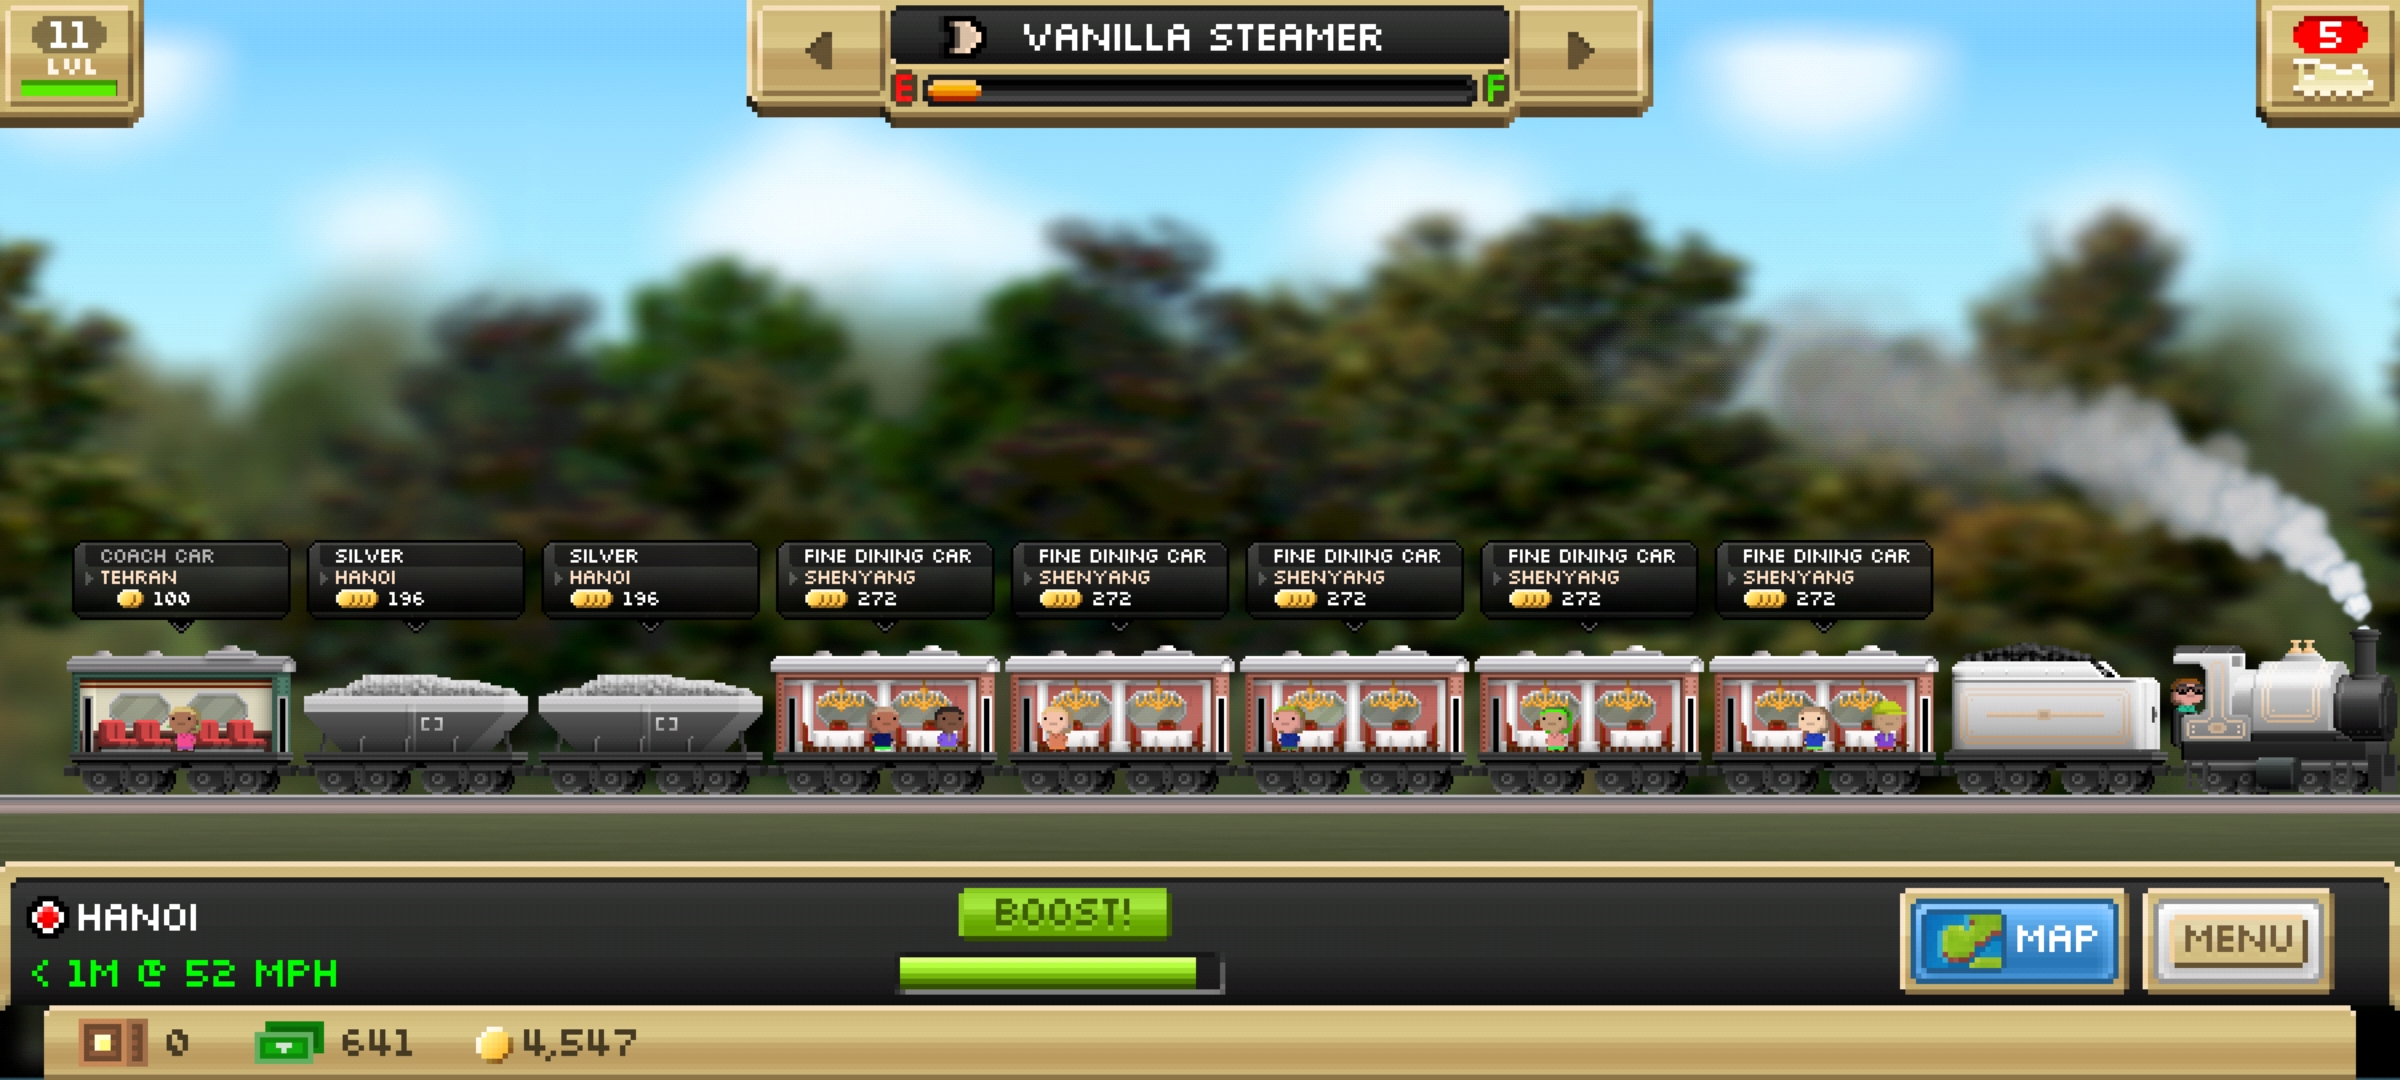 11
LVL
VANILLA STEAMER
E F
5
COACH CAR
TEHRAN
100
SILVER
HANOI
196
SILVER
HANOI
196
FINE DINING CAR
SHENYANG
272
FINE DINING CAR
SHENYANG
272
FINE DINING CAR
SHENYANG
272
FINE DINING CAR
SHENYANG
272
FINE DINING CAR
SHENYANG
272
HANOI
< 1M @ 52 MPH
BOOST!
MAP
MENU
0
641
4,547